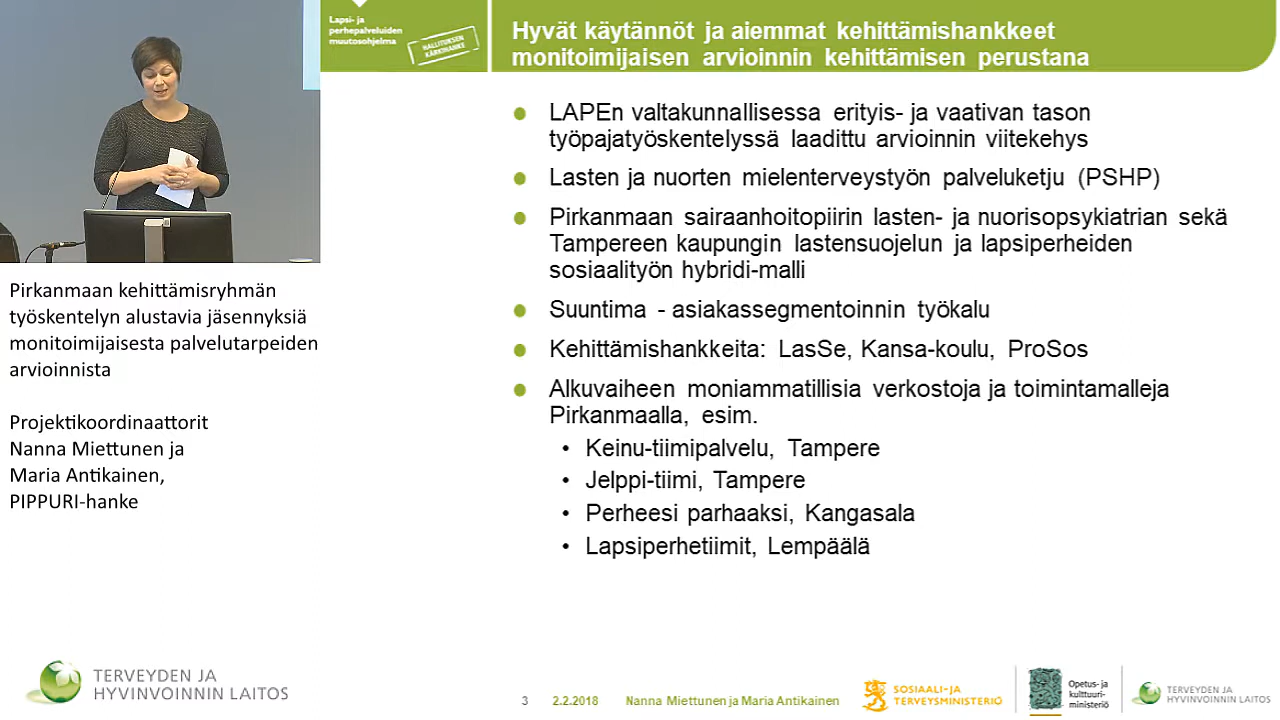 Lapsi- ja
perhepalveluiden
muutosohjelma
HALLITUKSEN
KÄRKIHANKE
Hyvät käytännöt ja aiemmat kehittämishankkeet
monitoimijaisen arvioinnin kehittämisen perustana
LAPEn valtakunnallisessa erityis- ja vaativan tason
työpajatyöskentelyssä laadittu arvioinnin viitekehys
Lasten ja nuorten mielenterveystyön palveluketju (PSHP)
Pirkanmaan sairaanhoitopiirin lasten- ja nuorisopsykiatrian sekä
Tampereen kaupungin lastensuojelun ja lapsiperheiden
sosiaalityön hybridi-malli
Suuntima - asiakassegmentoinnin työkalu
Kehittämishankkeita: LasSe, Kansa-koulu, ProSos
Alkuvaiheen moniammatillisia verkostoja ja toimintamalleja
Pirkanmaalla, esim.
• Keinu-tiimipalvelu, Tampere
• Jelppi-tiimi, Tampere
• Perheesi parhaaksi, Kangasala
• Lapsiperhetiimit, Lempäälä
Pirkanmaan kehittämisryhmän
työskentelyn alustavia jäsennyksiä
monitoimijaisesta palvelutarpeiden
arvioinnista
Projektikoordinaattorit
Nanna Miettunen ja
Maria Antikainen,
PIPPURI-hanke
TERVEYDEN JA
HYVINVOINNIN LAITOS
3 2.2.2018 Nanna Miettunen ja Maria Antikainen
SOSIAALI- JA
TERVEYSMINISTERIÖ
Opetus- ja
kulttuuri-
ministeriö
TERVEYDEN JA
HYVINVOINNIN LAITOS